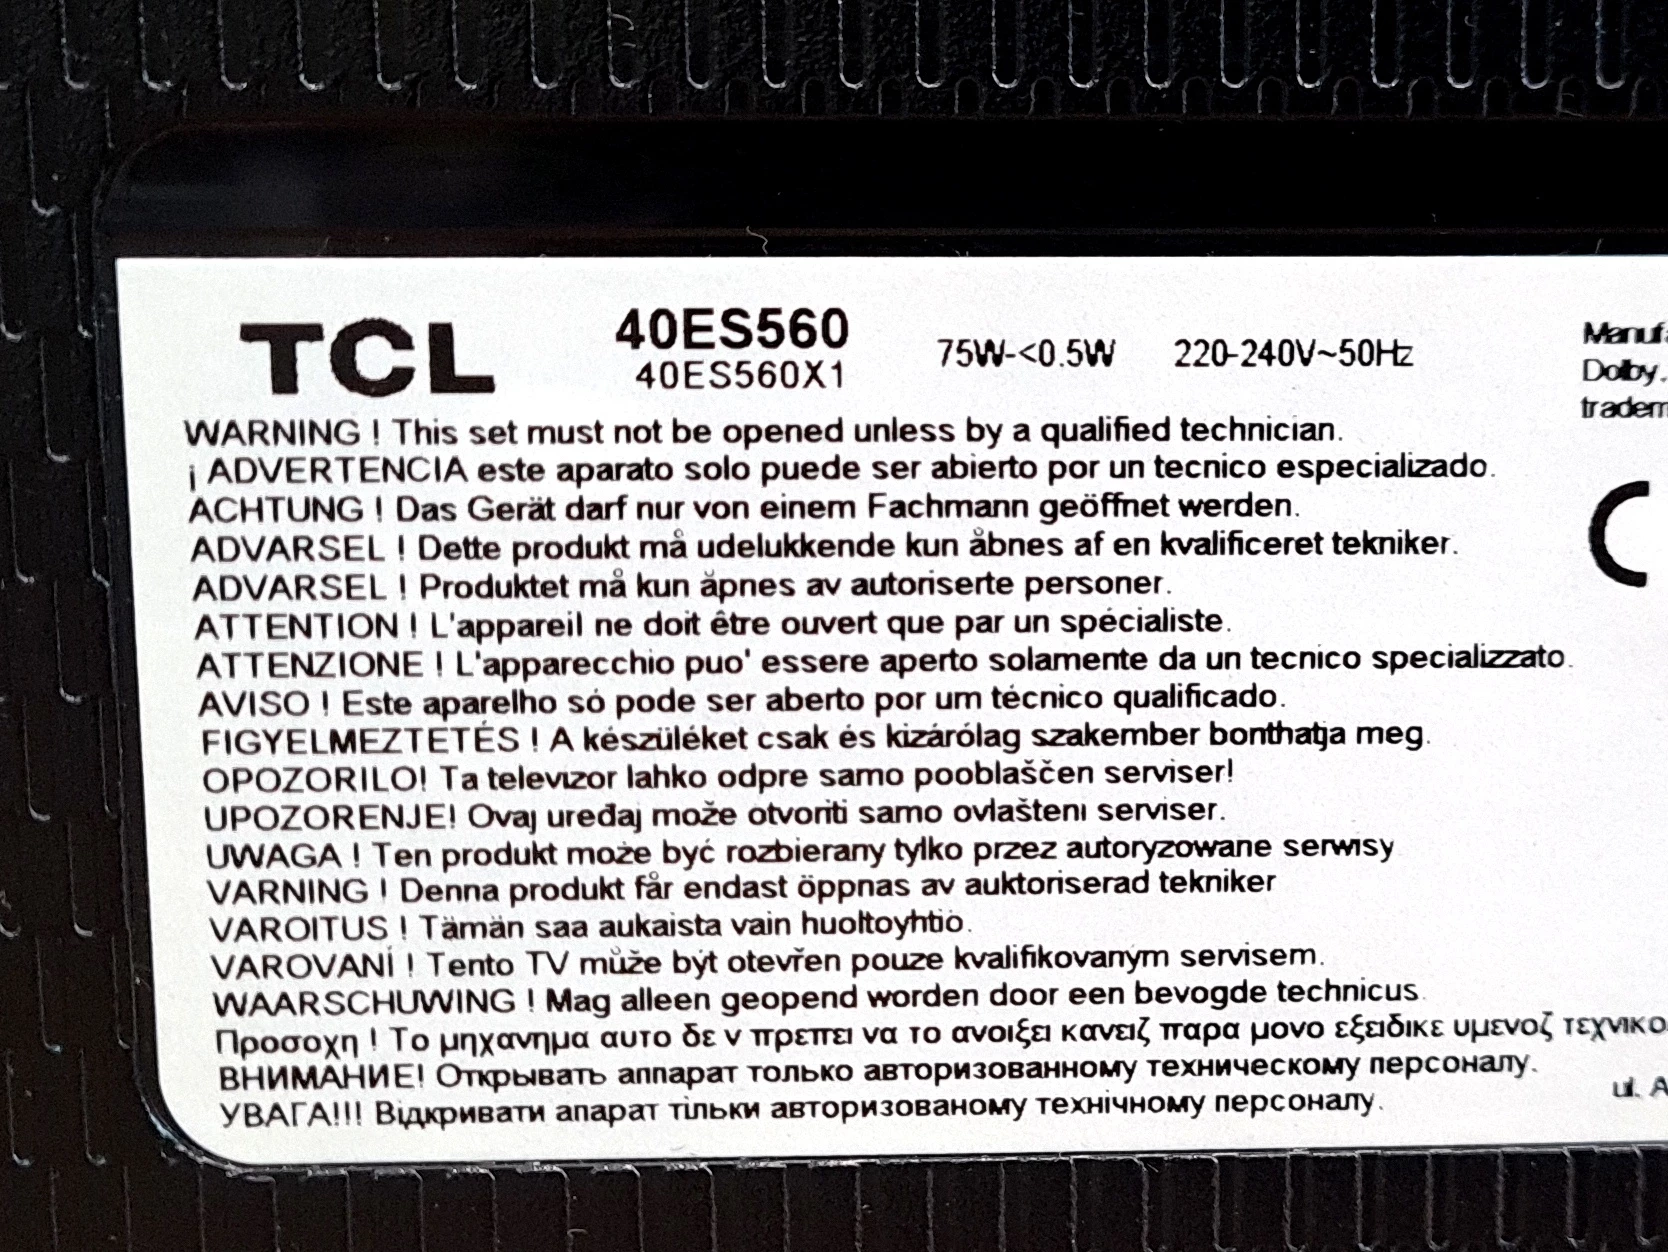 TCL
40ES560
40ES560X1
75W-<0.5W 220-240V~50Hz
Dolby.
WARNING ! This set must not be opened unless by a qualified technician.
¡ ADVERTENCIA este aparato solo puede ser abierto por un tecnico especializado.
ACHTUNG ! Das Gerät darf nur von einem Fachmann geöffnet werden.
ADVARSEL ! Dette produkt må udelukkende kun åbnes af en kvalificeret tekniker.
ADVARSEL ! Produktet må kun åpnes av autoriserte personer.
ATTENTION ! L'appareil ne doit être ouvert que par un spécialiste.
ATTENZIONE ! L'apparecchio puo' essere aperto solamente da un tecnico specializzato.
AVISO ! Este aparelho só pode ser aberto por um técnico qualificado.
FIGYELMEZTETÉS ! A készüléket csak és kizárólag szakember bonthatja meg.
OPOZORILO! Ta televizor lahko odpre samo pooblaščen serviser!
UPOZORENJE! Ovaj uređaj može otvoriti samo ovlašteni serviser.
UWAGA ! Ten produkt może być rozbierany tylko przez autoryzowane serwisy
VARNING ! Denna produkt får endast öppnas av auktoriserad tekniker
VAROITUS ! Tämän saa aukaista vain huoltoyhtiö.
VAROVANÍ ! Tento TV může být otevřen pouze kvalifikovaným servisem.
WAARSCHUWING ! Mag alleen geopend worden door een bevogde technicus.
Προσοχη ! Το μηχανημα αυτο δε ν πρεπει να το ανοιξει κανειζ παρα μονο εξειδικε υμενοζ τεχνικο
ВНИМАНИЕ! Открывать аппарат только авторизованному техническому персоналу.
УВАГА!!! Відкривати апарат тільки авторизованому технічному персоналу.
ul.